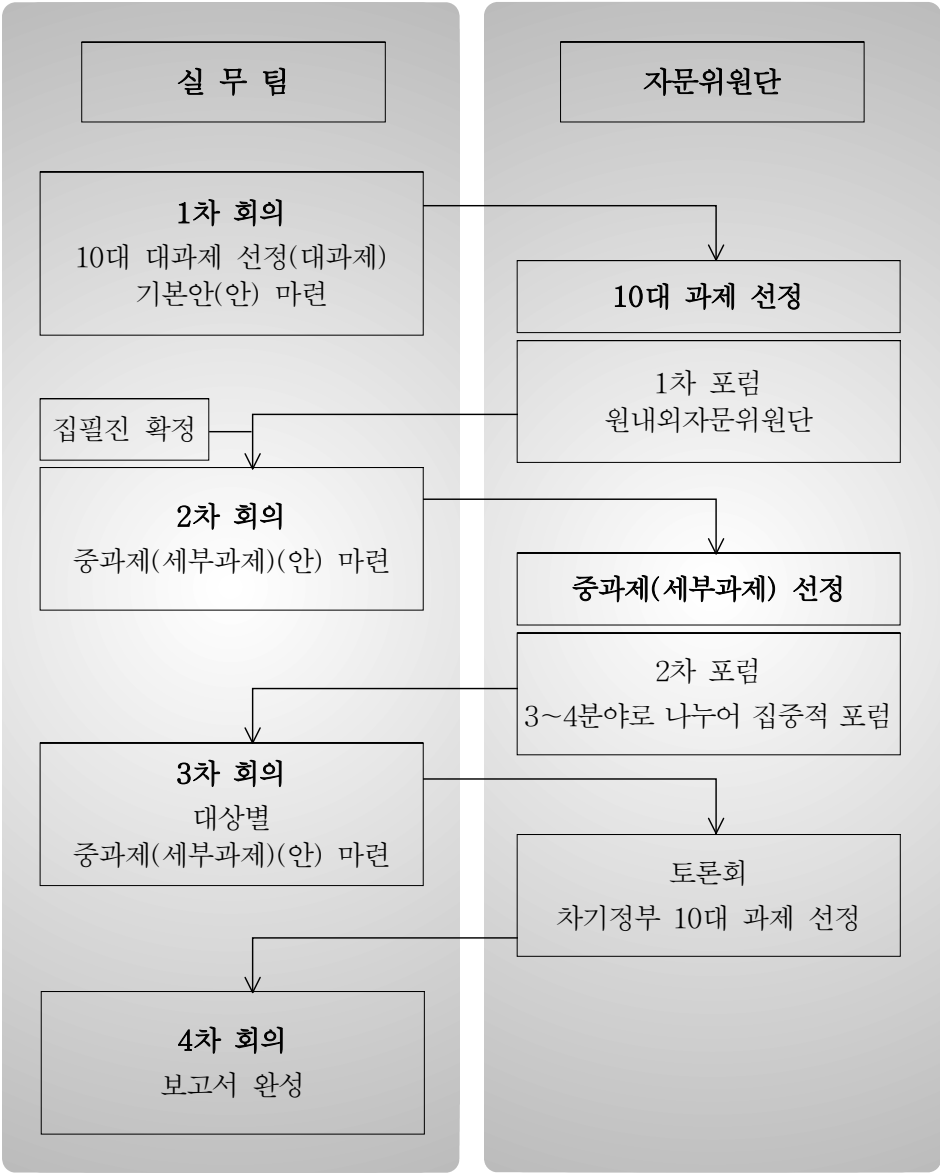 실 무 팀
자문위원단
1차 회의
10대 대과제 선정(대과제)
기본안(안) 마련
10대 과제 선정
1차 포럼
원내외자문위원단
집필진 확정
2차 회의
중과제(세부과제)(안) 마련
중과제(세부과제) 선정
2차 포럼
3~4분야로 나누어 집중적 포럼
3차 회의
대상별
중과제(세부과제)(안) 마련
토론회
차기정부 10대 과제 선정
4차 회의
보고서 완성